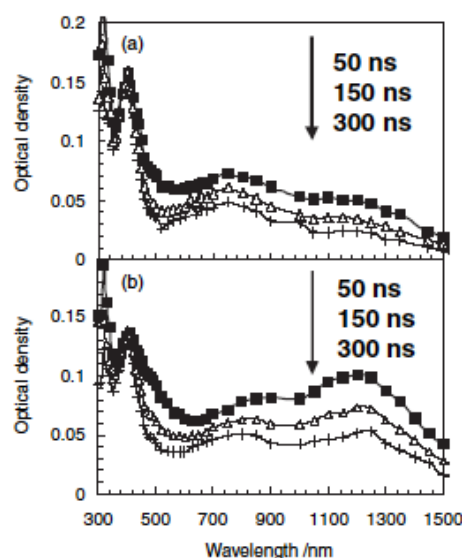 0.2
(a)
50 ns
150 ns
300 ns
0.15
0.1
0.05
0
Optical density
(b)
50 ns
150 ns
300 ns
0.15
0.1
0.05
0
Optical density
300 500 700 900 1100 1300 1500
Wavelength /nm